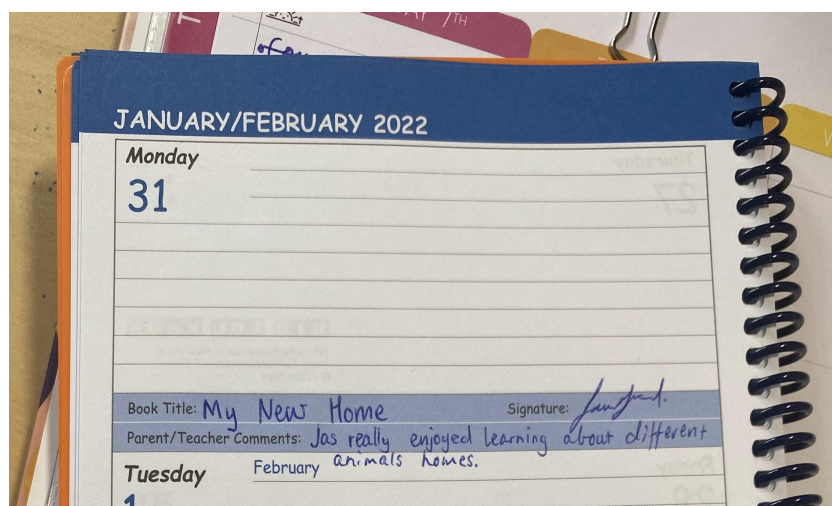 JANUARY/FEBRUARY 2022
Monday
31
Book Title: My New Home Signature:
Parent/Teacher Comments: Jas really enjoyed learning about different
animals homes.
Tuesday February
1